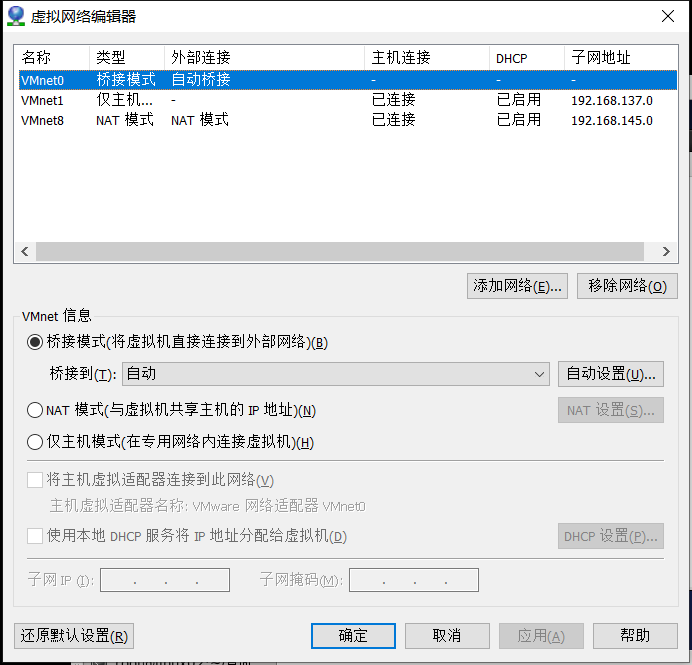 虚拟网络编辑器
名称 类型 外部连接 主机连接 DHCP 子网地址
VMnet0 桥接模式 自动桥接 - - -
VMnet1 仅主机... - 已连接 已启用 192.168.137.0
VMnet8 NAT 模式 NAT 模式 已连接 已启用 192.168.145.0
添加网络(E)... 移除网络(O)
VMnet 信息
桥接模式(将虚拟机直接连接到外部网络)(B)
桥接到(T): 自动 自动设置(U)...
NAT 模式(与虚拟机共享主机的 IP 地址)(N) NAT 设置(S)...
仅主机模式(在专用网络内连接虚拟机)(H)
将主机虚拟适配器连接到此网络(V)
主机虚拟适配器名称: VMware 网络适配器 VMnet0
使用本地 DHCP 服务将 IP 地址分配给虚拟机(D) DHCP 设置(P)...
子网 IP (I): . . . 子网掩码(M): . . .
还原默认设置(R) 确定 取消 应用(A) 帮助